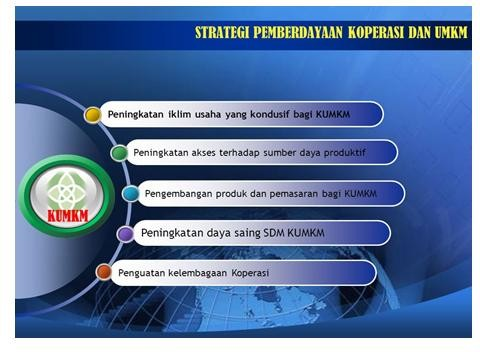 STRATEGI PEMBERDAYAAN KOPERASI DAN UMKM
Peningkatan iklim usaha yang kondusif bagi KUMKM
Peningkatan akses terhadap sumber daya produktif
Pengembangan produk dan pemasaran bagi KUMKM
KUMKM
Peningkatan daya saing SDM KUMKM
Penguatan kelembagaan Koperasi